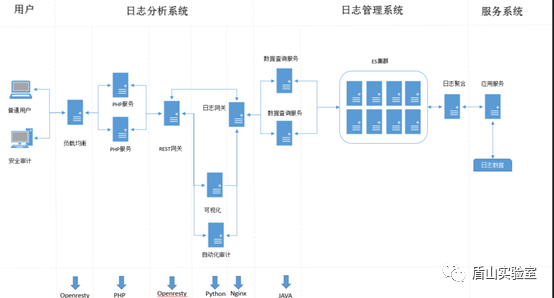 用户
日志分析系统
日志管理系统
服务系统
普通用户
安全审计
负载均衡
PHP服务
PHP服务
REST网关
日志网关
可视化
自动化审计
数据查询服务
数据查询服务
ES集群
日志聚合
应用服务
日志数据
Openresty
PHP
Openresty
Python
Nginx
JAVA
盾山实验室